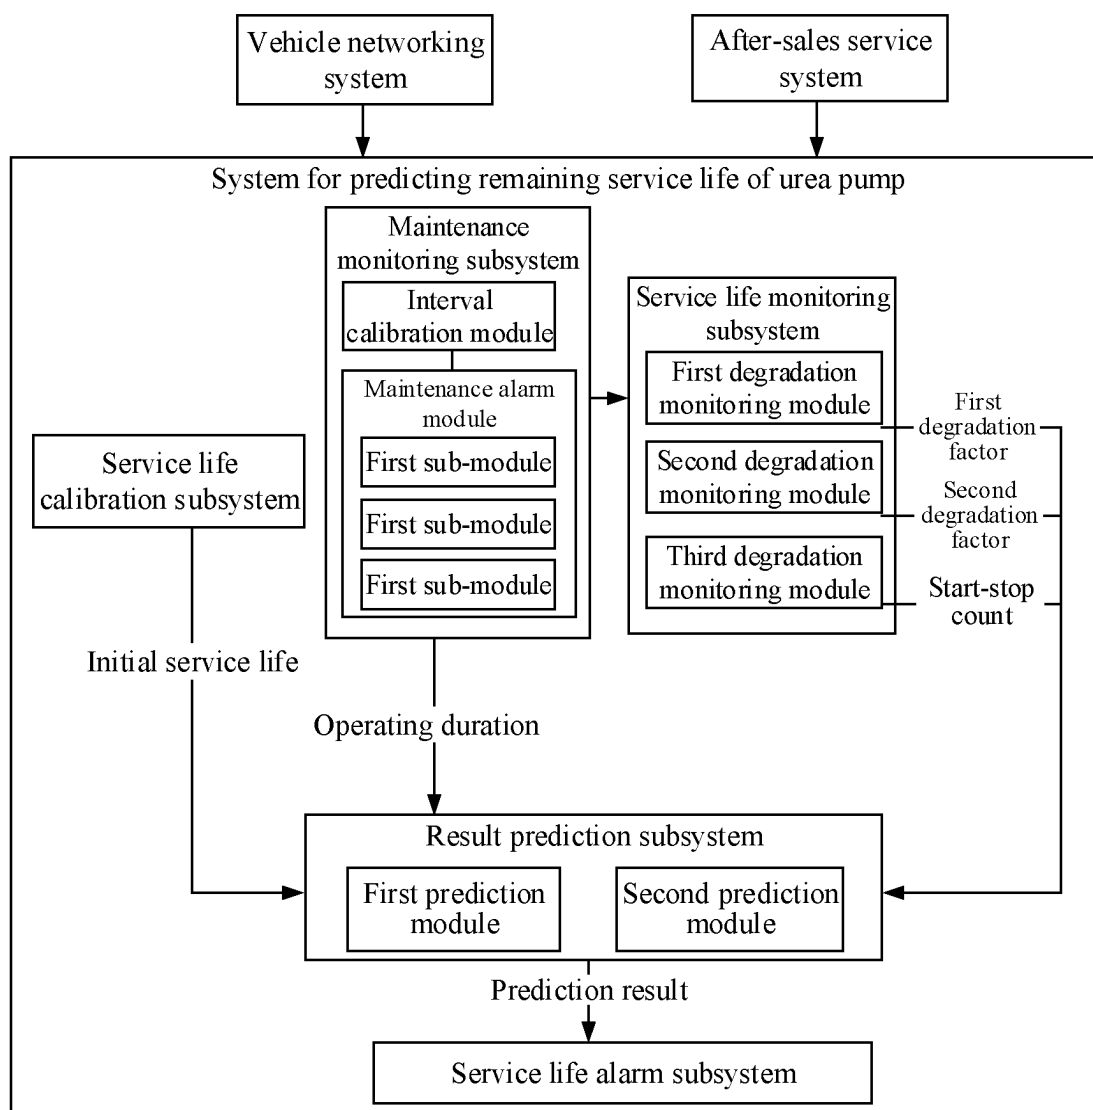 Vehicle networking
system
After-sales service
system
System for predicting remaining service life of urea pump
Maintenance
monitoring subsystem
Interval
calibration module
Maintenance alarm
module
First sub-module
First sub-module
First sub-module
Service life monitoring
subsystem
First degradation
monitoring module
Second degradation
monitoring module
Third degradation
monitoring module
First
degradation
factor
Second
degradation
factor
Start-stop
count
Service life
calibration subsystem
Initial service life
Operating duration
Result prediction subsystem
First prediction
module
Second prediction
module
Prediction result
Service life alarm subsystem